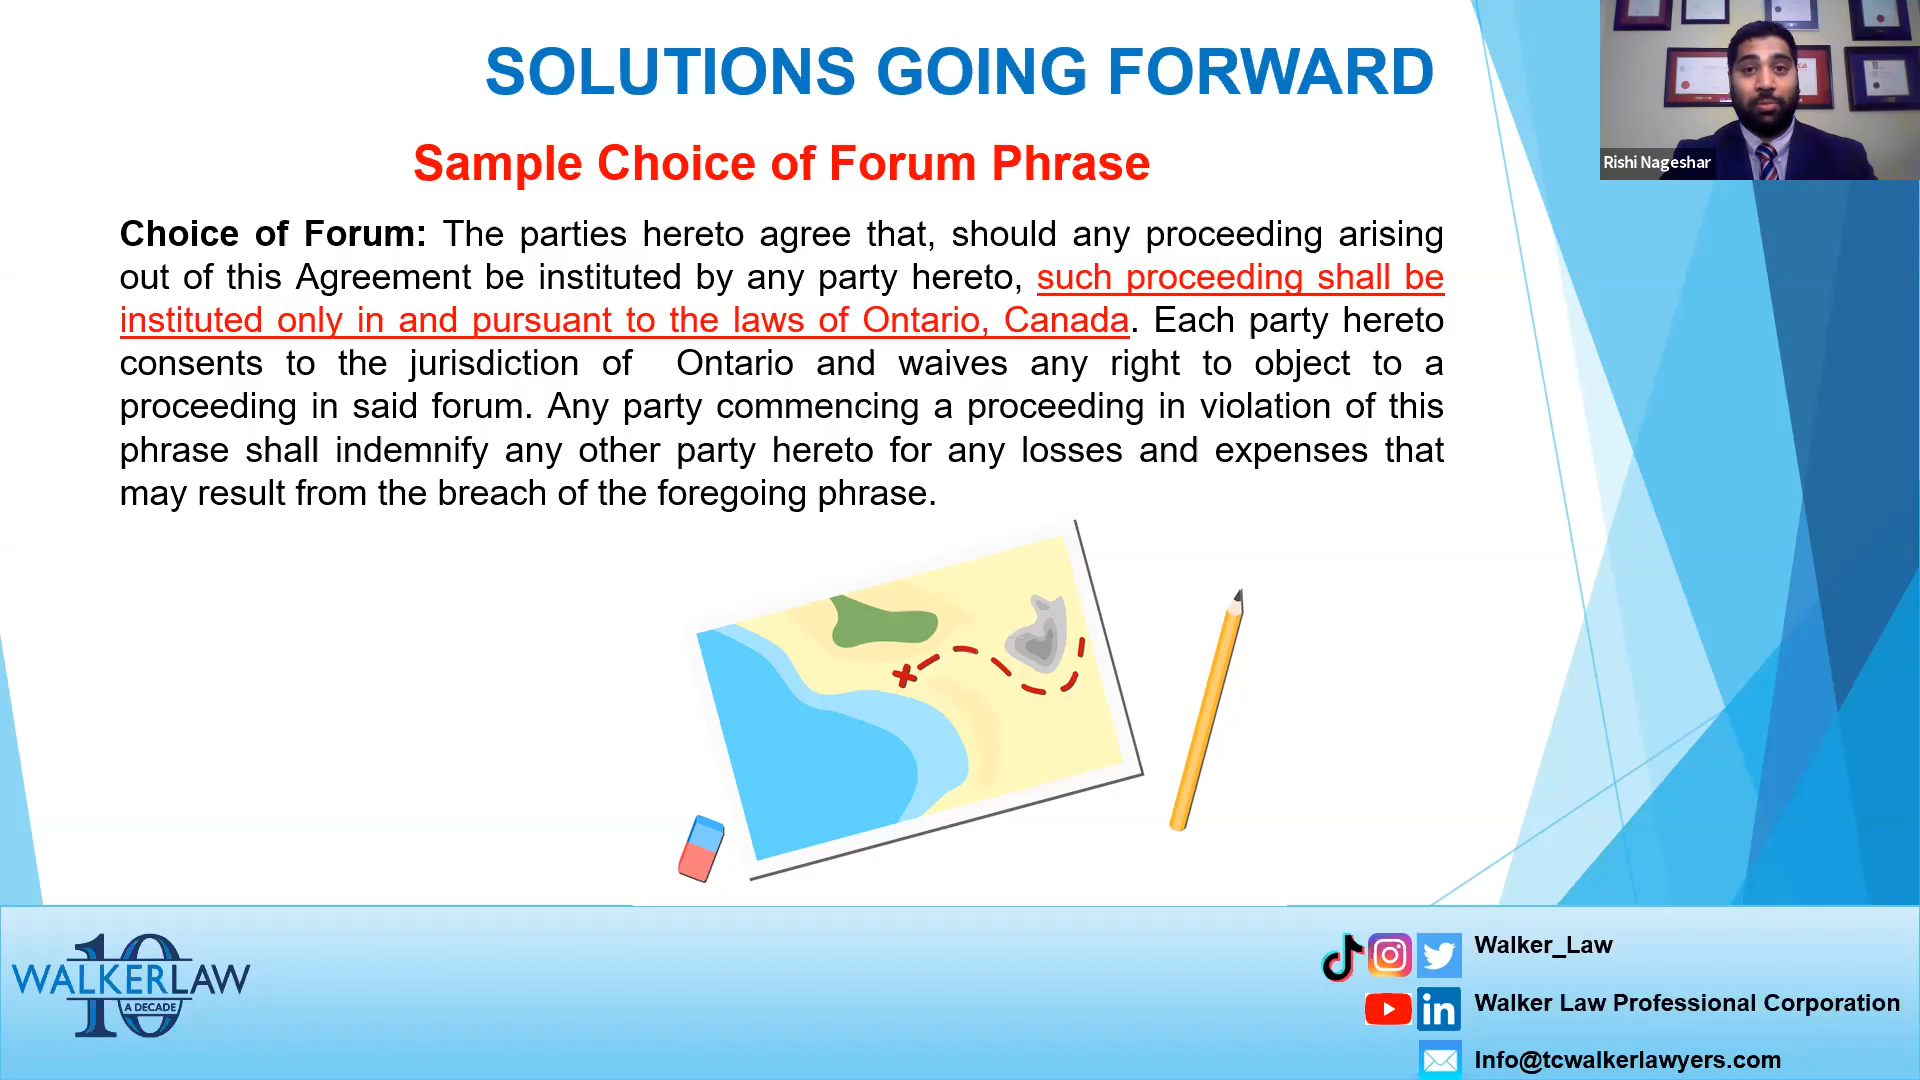 SOLUTIONS GOING FORWARD
Sample Choice of Forum Phrase
Choice of Forum: The parties hereto agree that, should any proceeding arising
out of this Agreement be instituted by any party hereto, such proceeding shall be
instituted only in and pursuant to the laws of Ontario, Canada. Each party hereto
consents to the jurisdiction of Ontario and waives any right to object to a
proceeding in said forum. Any party commencing a proceeding in violation of this
phrase shall indemnify any other party hereto for any losses and expenses that
may result from the breach of the foregoing phrase.
Rishi Nageshar
10
WALKERLAW
A DECADE
Walker_Law
in
Walker Law Professional Corporation
Info@tcwalkerlawyers.com